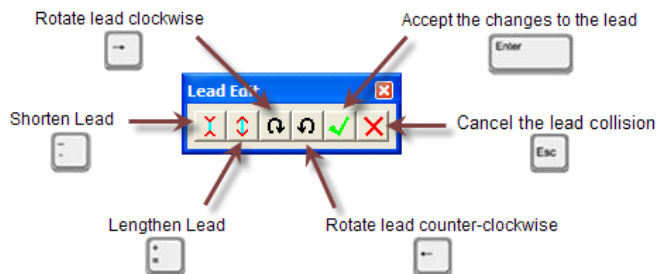 Rotate lead clockwise
Accept the changes to the lead
Enter
Lead Edit
Shorten Lead
Cancel the lead collision
Esc
Lengthen Lead
Rotate lead counter-clockwise